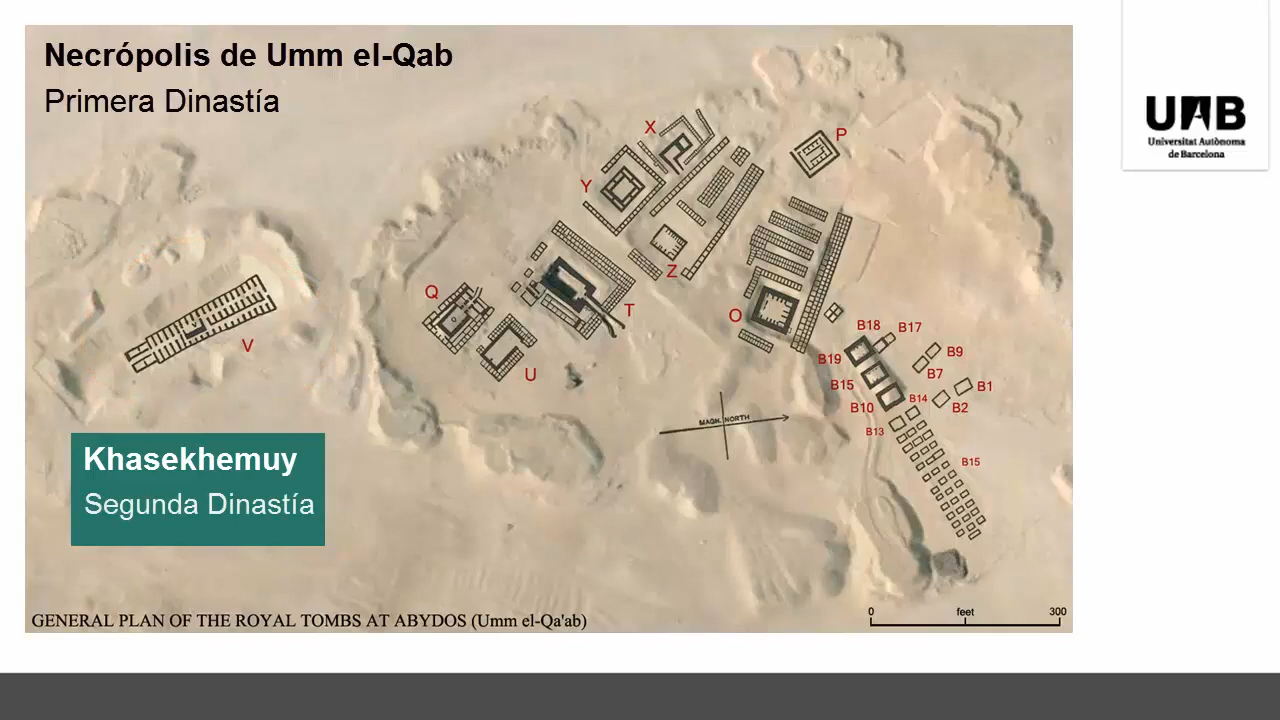 Necrópolis de Umm el-Qab
Primera Dinastía
UAB
Universitat Autònoma
de Barcelona
X
P
Y
Z
Q
T
O
V
U
B18
B17
B19
B9
B7
B15
B1
B10
B14
B2
B13
MAGN. NORTH
B15
Khasekhemuy
Segunda Dinastía
0 feet 300
GENERAL PLAN OF THE ROYAL TOMBS AT ABYDOS (Umm el-Qa'ab)